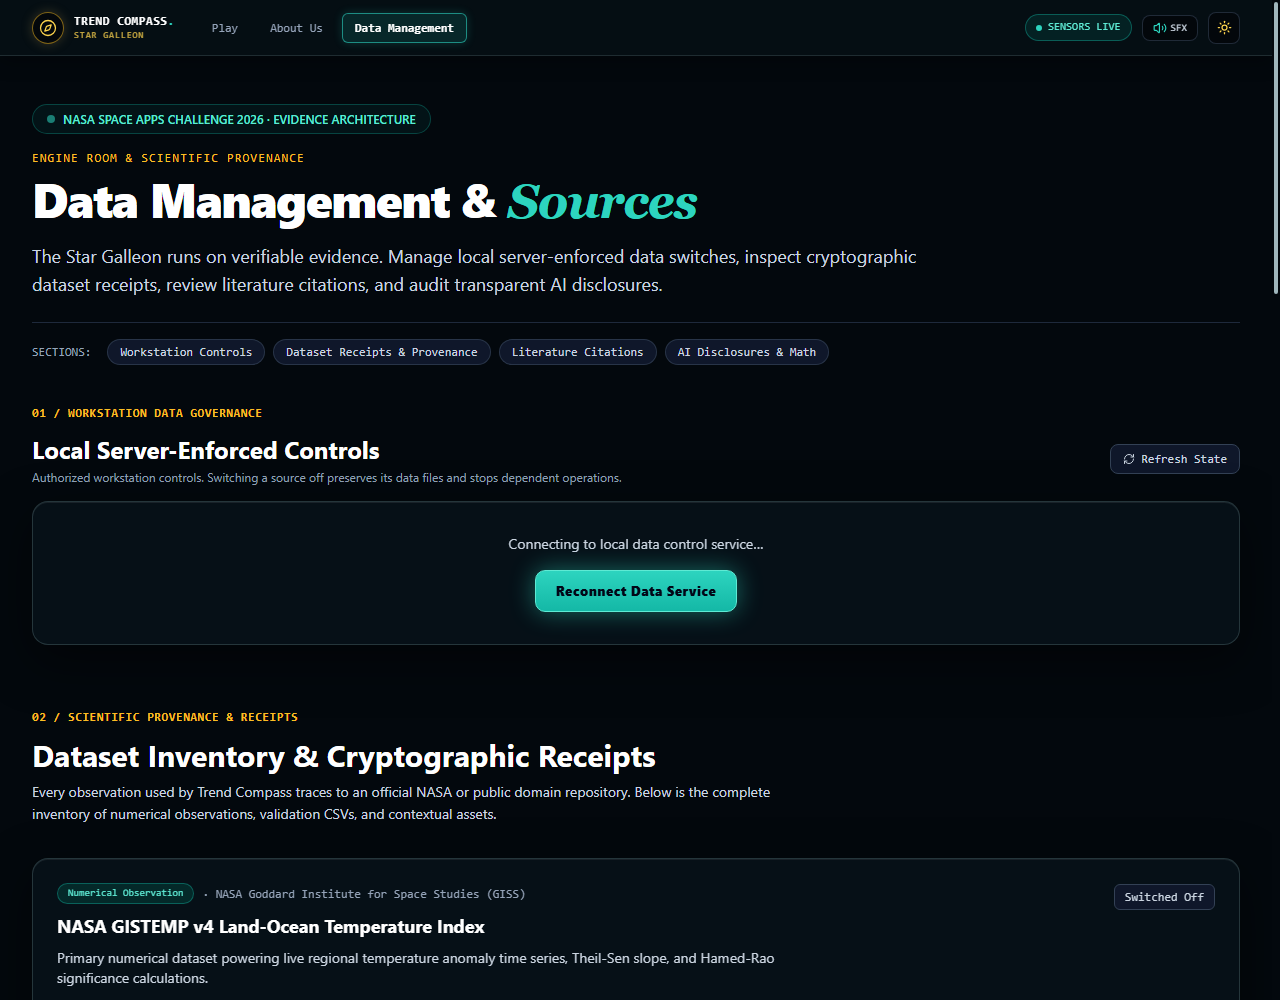 TREND COMPASS.
STAR GALLEON
Play
About Us
Data Management
SENSORS LIVE
SFX
NASA SPACE APPS CHALLENGE 2026 · EVIDENCE ARCHITECTURE
ENGINE ROOM & SCIENTIFIC PROVENANCE
Data Management & Sources
The Star Galleon runs on verifiable evidence. Manage local server-enforced data switches, inspect cryptographic
dataset receipts, review literature citations, and audit transparent AI disclosures.
SECTIONS:
Workstation Controls
Dataset Receipts & Provenance
Literature Citations
AI Disclosures & Math
01 / WORKSTATION DATA GOVERNANCE
Local Server-Enforced Controls
Authorized workstation controls. Switching a source off preserves its data files and stops dependent operations.
Refresh State
Connecting to local data control service...
Reconnect Data Service
02 / SCIENTIFIC PROVENANCE & RECEIPTS
Dataset Inventory & Cryptographic Receipts
Every observation used by Trend Compass traces to an official NASA or public domain repository. Below is the complete
inventory of numerical observations, validation CSVs, and contextual assets.
Numerical Observation
· NASA Goddard Institute for Space Studies (GISS)
Switched Off
NASA GISTEMP v4 Land-Ocean Temperature Index
Primary numerical dataset powering live regional temperature anomaly time series, Theil-Sen slope, and Hamed-Rao
significance calculations.